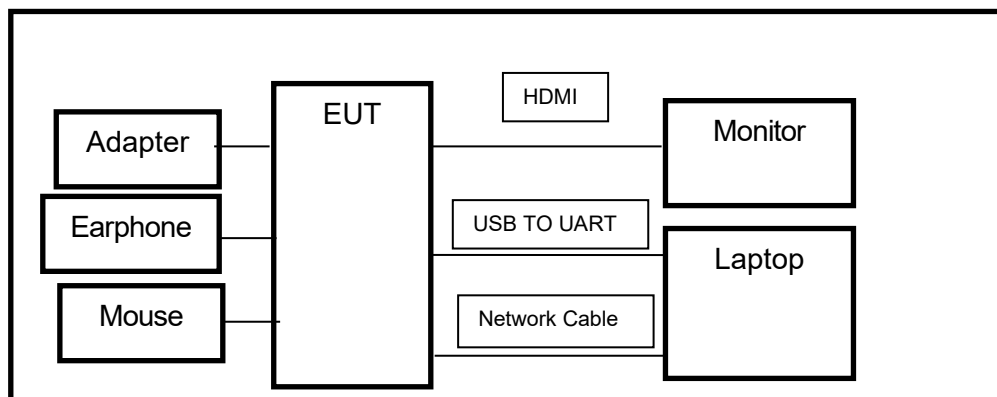 HDMI
EUT
Monitor
Adapter
USB TO UART
Earphone
Laptop
Network Cable
Mouse